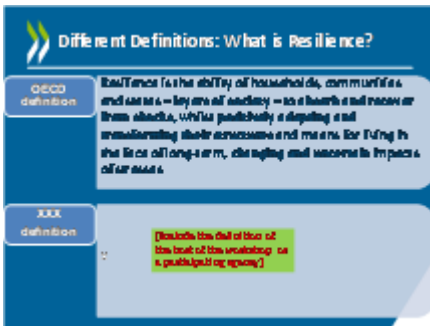 Different Definitions: What is Resilience?
OECD
definition
Resilience is the ability of households, communities
and – layers of society – to absorb and recover
from shocks, whilst positively adapting and
transforming their structures and means for living in
the face of long-term, changing and uncertain impacts
of stresses
XXX
definition
[Include the definition of
the host of the workshop or
a participating agency]